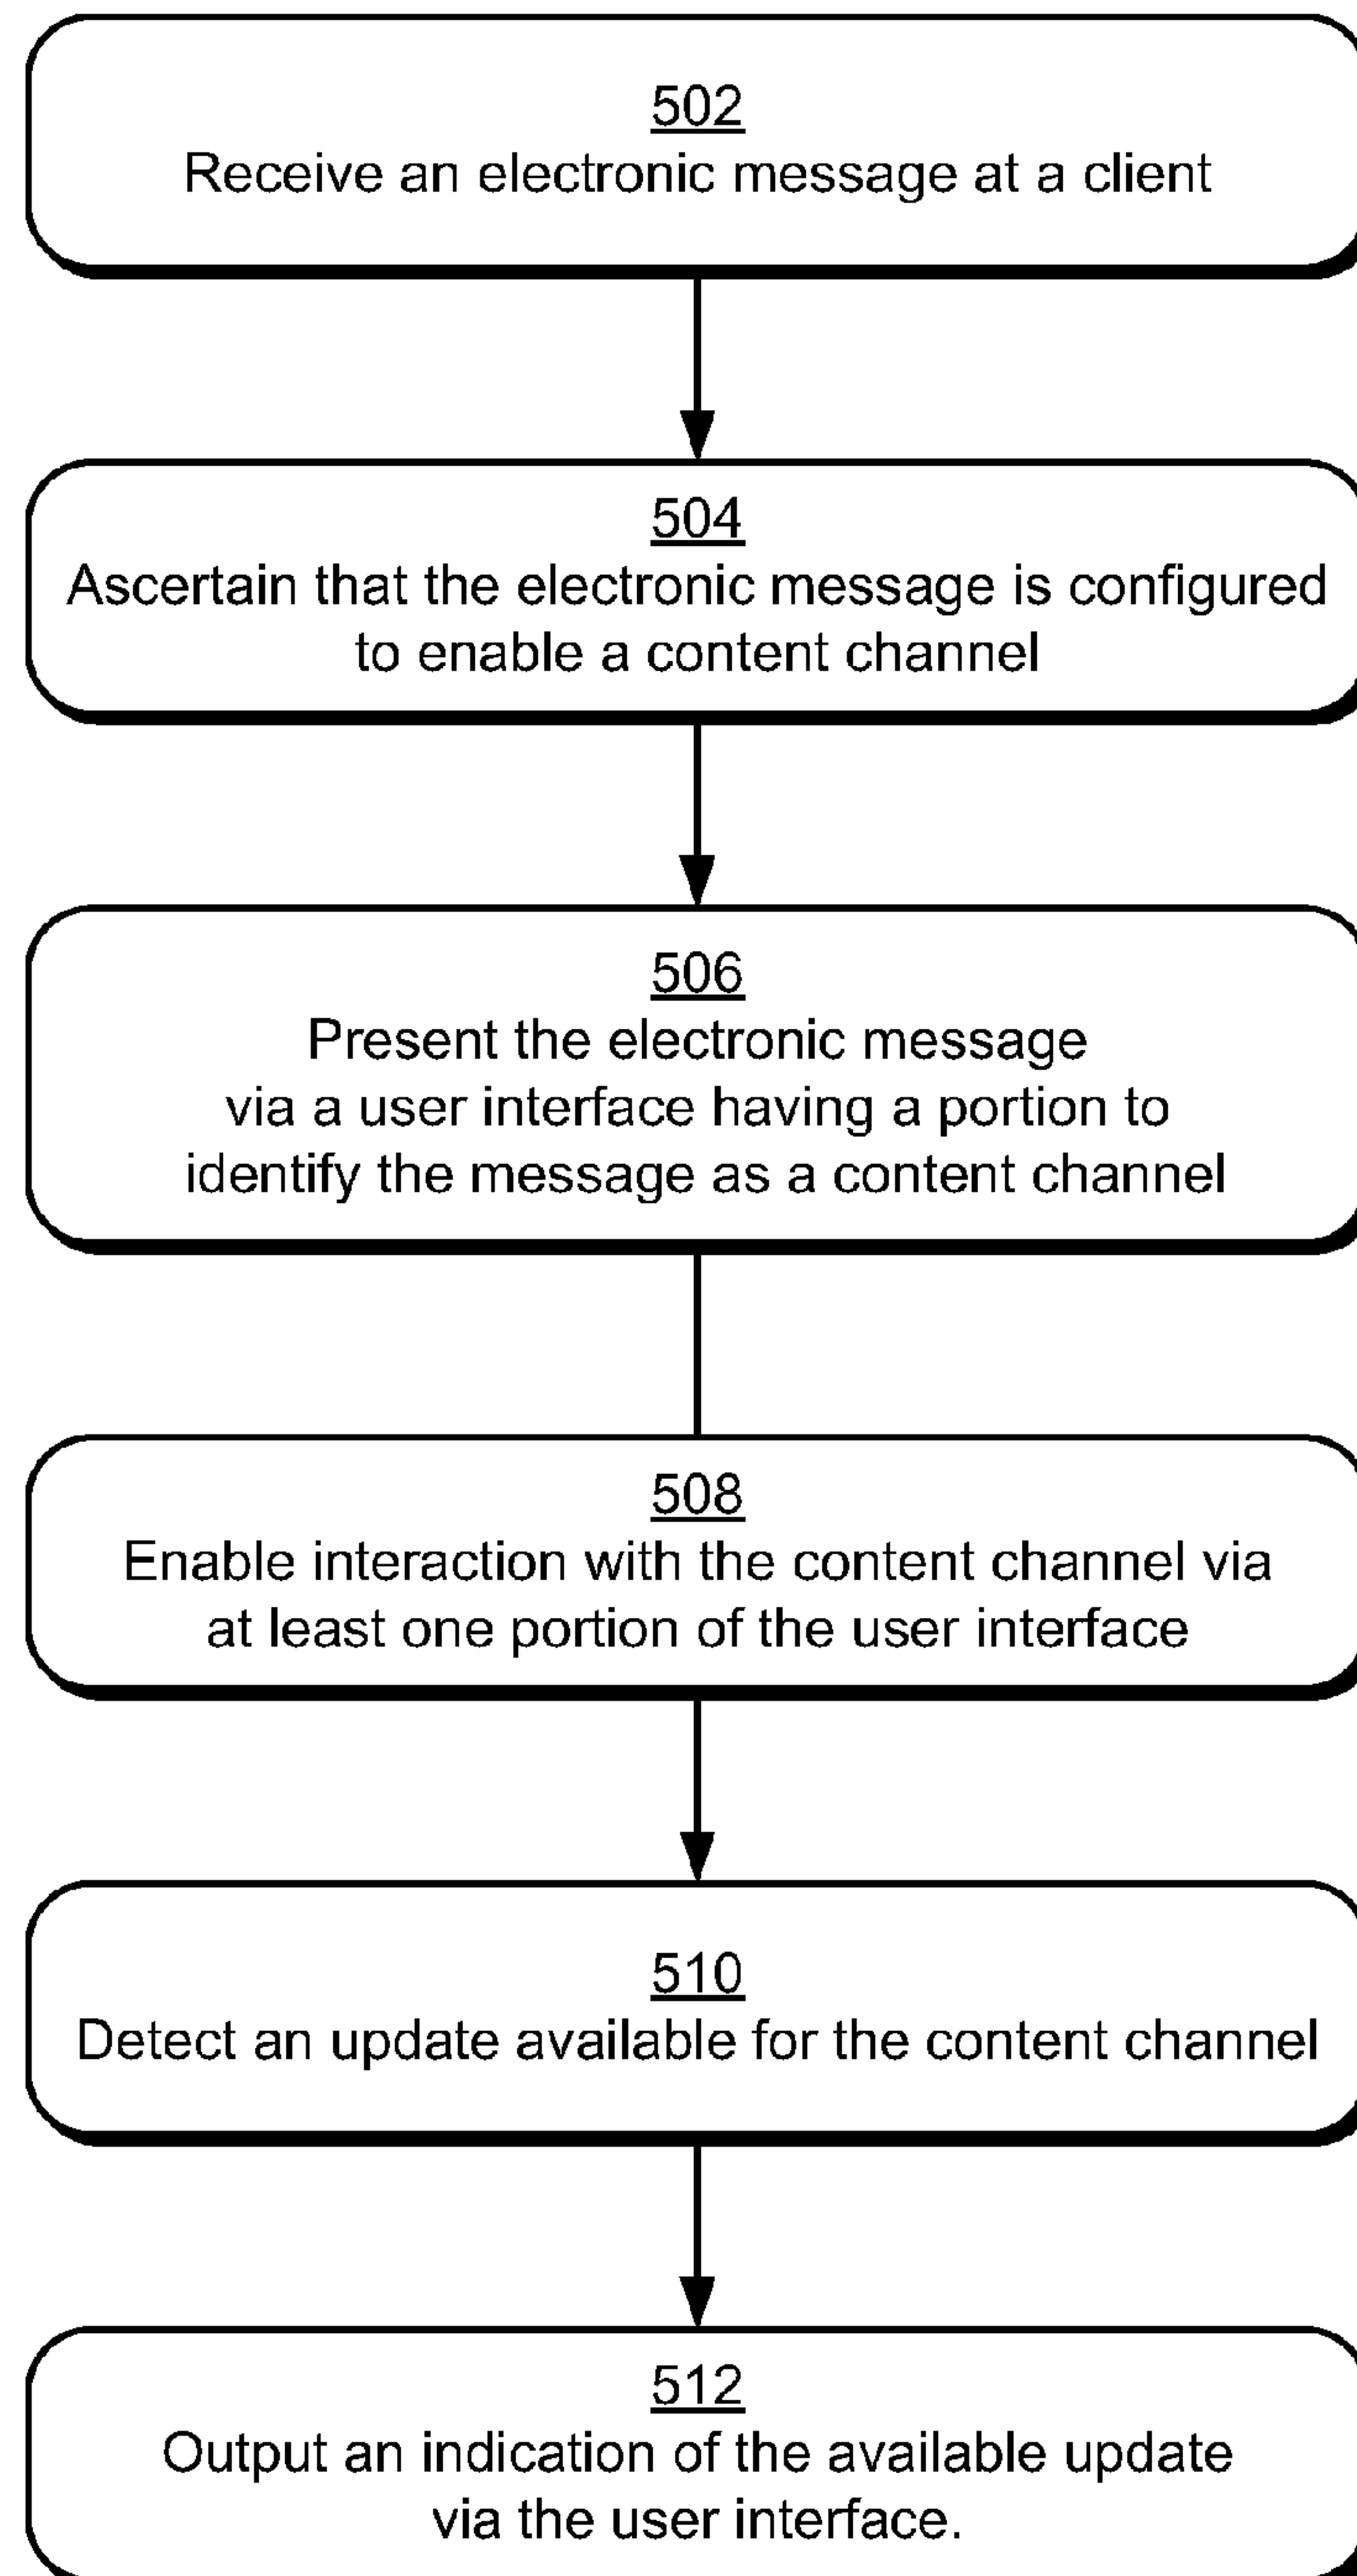 502
Receive an electronic message at a client
504
Ascertain that the electronic message is configured
to enable a content channel
506
Present the electronic message
via a user interface having a portion to
identify the message as a content channel
508
Enable interaction with the content channel via
at least one portion of the user interface
510
Detect an update available for the content channel
512
Output an indication of the available update
via the user interface.